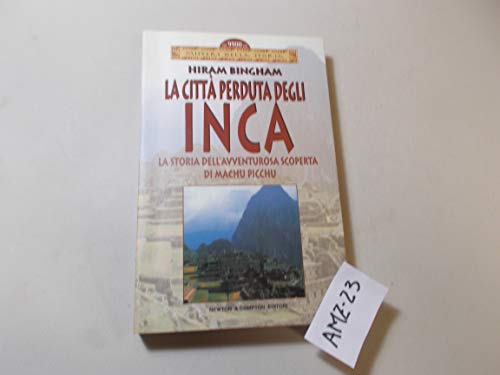 HIRAM BINGHAM
LA CITTÀ PERDUTA DEGLI
INCA
LA STORIA DELL'AVVENTUROSA SCOPERTA
DI MACHU PICCHU
NEWTON & COMPTON EDITORI
AMZ-23